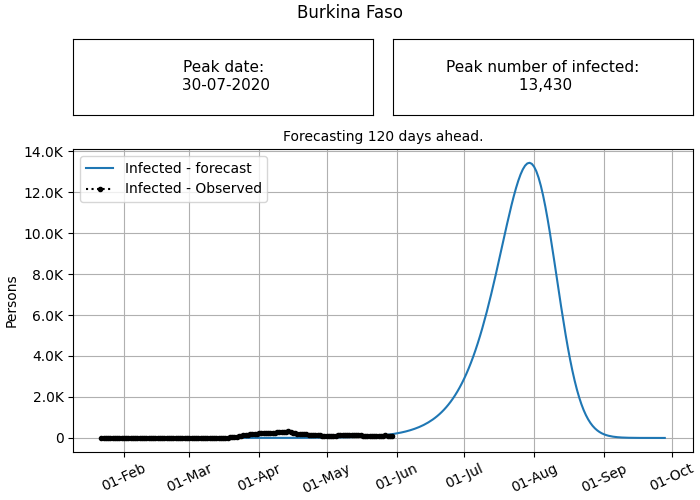 Burkina Faso
Peak date:
30-07-2020
Peak number of infected:
13,430
Forecasting 120 days ahead.
14.0K
12.0K
10.0K
8.0K
6.0K
4.0K
2.0K
0
Persons
Infected - forecast
Infected - Observed
01-Feb
01-Mar
01-Apr
01-May
01-Jun
01-Jul
01-Aug
01-Sep
01-Oct